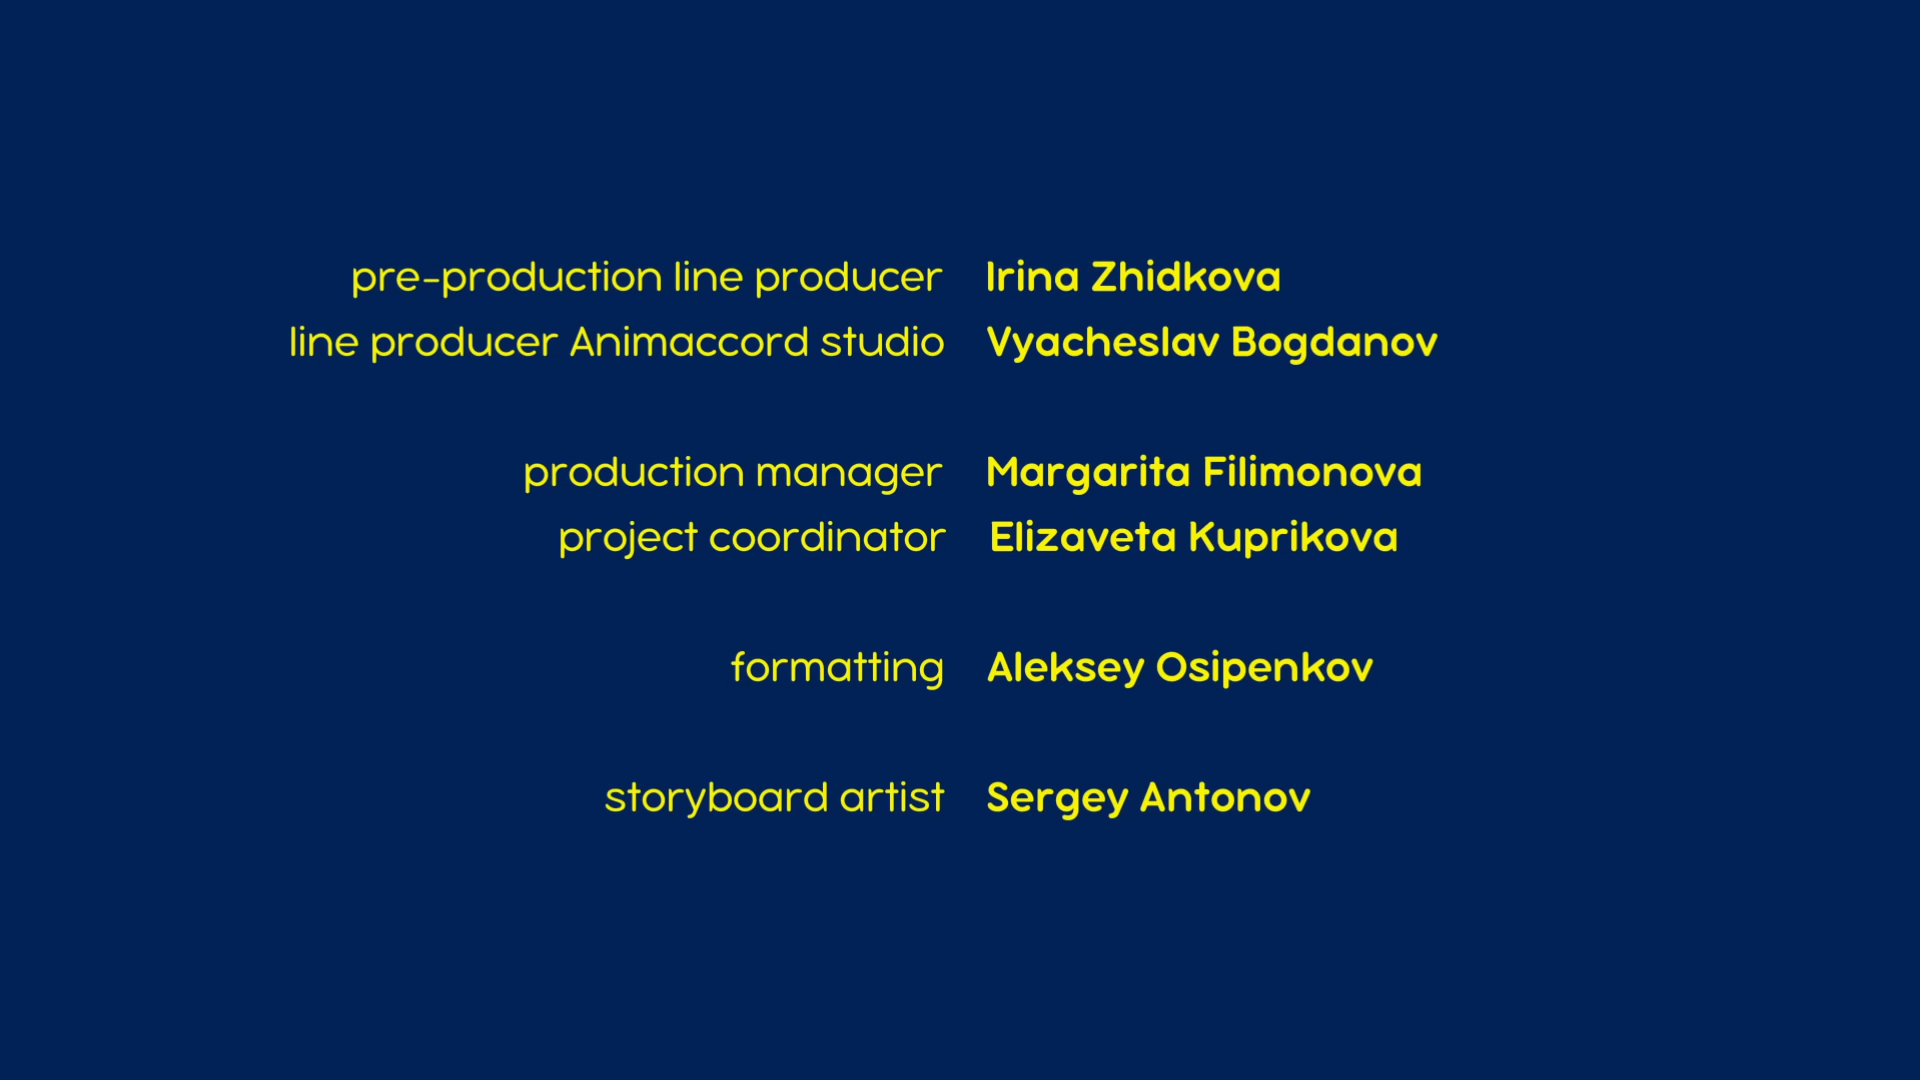 pre-production line producer Irina Zhidkova
line producer Animaccord studio Vyacheslav Bogdanov
production manager Margarita Filimonova
project coordinator Elizaveta Kuprikova
formatting Aleksey Osipenkov
storyboard artist Sergey Antonov